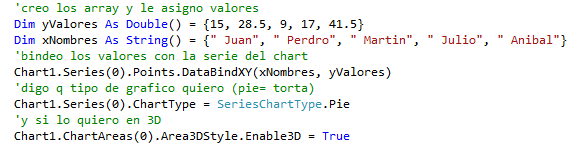 'creo los array y le asigno valores
Dim yValores As Double() = {15, 28.5, 9, 17, 41.5}
Dim xNombres As String() = {" Juan", " Perdro", " Martin", " Julio", " Anibal"}
'bindeo los valores con la serie del chart
Chart1.Series(0).Points.DataBindXY(xNombres, yValores)
'digo q tipo de grafico quiero (pie= torta)
Chart1.Series(0).ChartType = SeriesChartType.Pie
'y si lo quiero en 3D
Chart1.ChartAreas(0).Area3DStyle.Enable3D = True